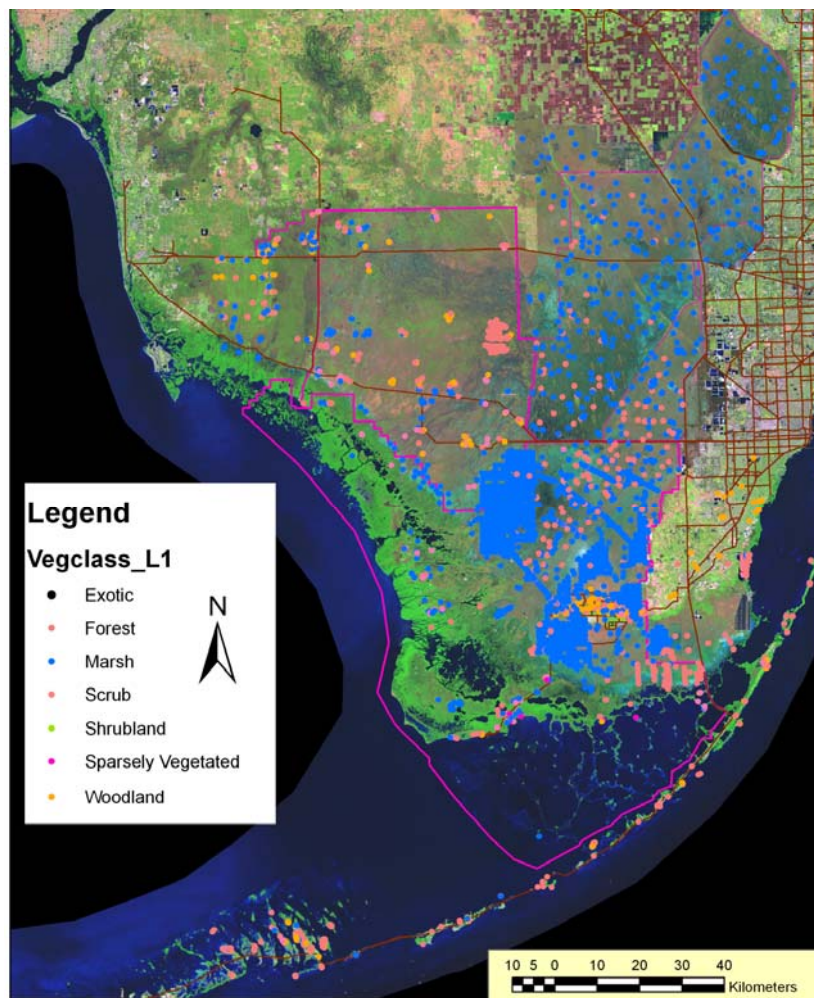 Legend
Vegclass_L1
Exotic
Forest
Marsh
Scrub
Shrubland
Sparsely Vegetated
Woodland
N
10 5 0 10 20 30 40
Kilometers